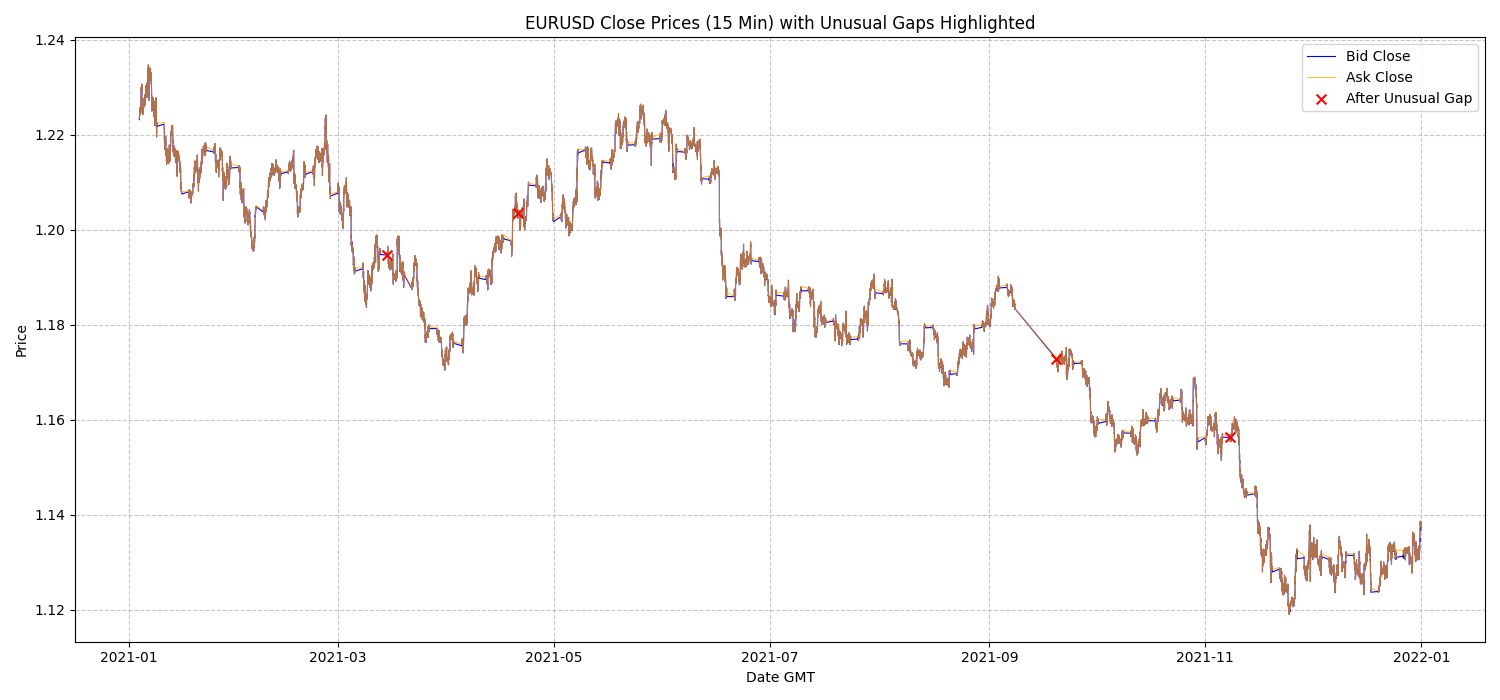 EURUSD Close Prices (15 Min) with Unusual Gaps Highlighted
Bid Close
Ask Close
After Unusual Gap
Price
1.24
1.22
1.20
1.18
1.16
1.14
1.12
2021-01
2021-03
2021-05
2021-07
2021-09
2021-11
2022-01
Date GMT